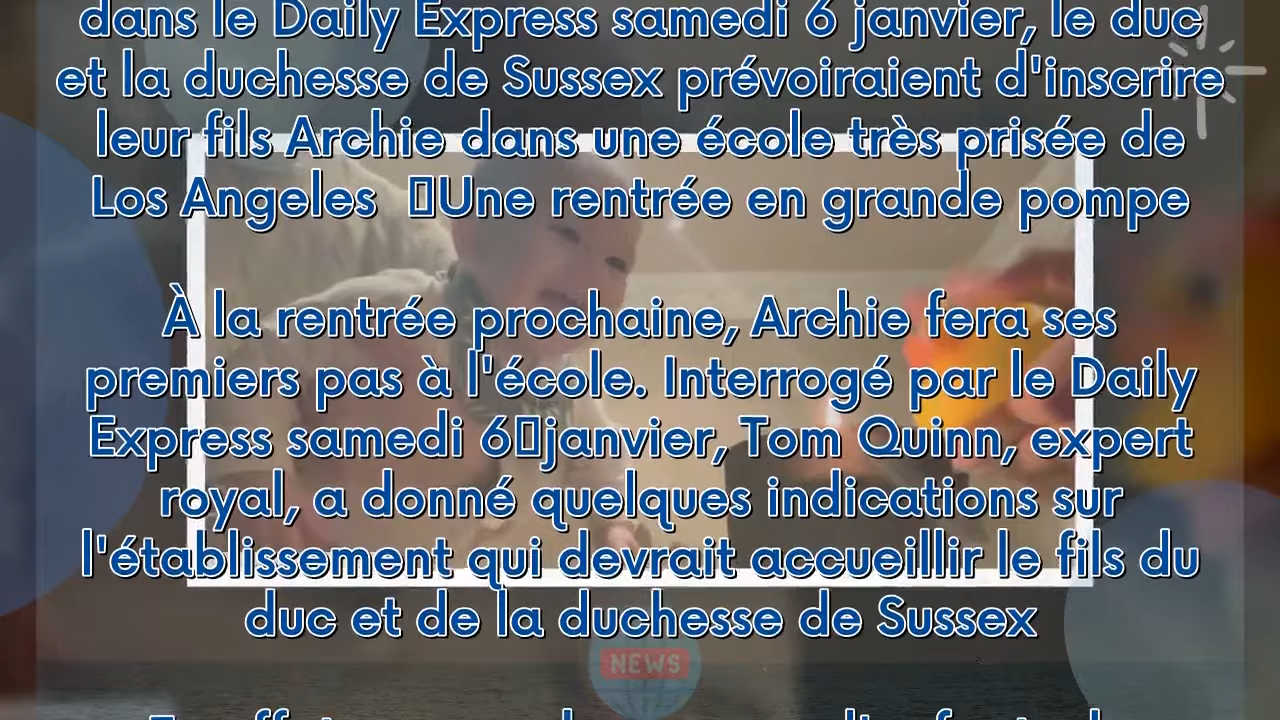 dans le Daily Express samedi 6 janvier, le duc
et la duchesse de Sussex prévoiraient d'inscrire
leur fils Archie dans une école très prisée de
Los Angeles ▯Une rentrée en grande pompe
À la rentrée prochaine, Archie fera ses
premiers pas à l'école. Interrogé par le Daily
Express samedi 6▯janvier, Tom Quinn, expert
royal, a donné quelques indications sur
l'établissement qui devrait accueillir le fils du
duc et de la duchesse de Sussex
NEWS